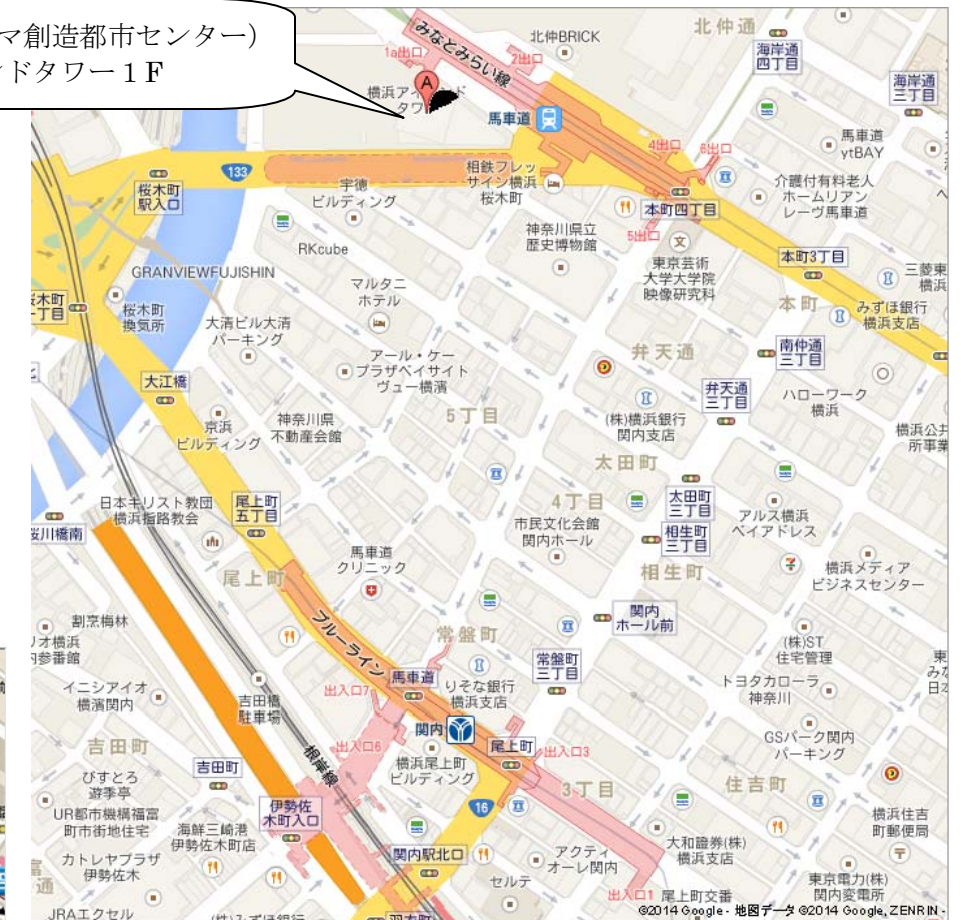 マ創造都市センター)
ンドタワー1F
みなとみらい線
1a出口
2出口
北仲BRICK
北仲通
海岸通
四丁目
海岸通
三丁目
馬車道
馬車道
ytBAY
A
4出口
6出口
133
桜木町
駅入口
宇徳
ビルディング
相鉄フレッ
サイン横浜
桜木町
本町四丁目
介護付有料老人
ホームリアン
レーヴ馬車道
RKcube
神奈川県立
歴史博物館
5出口
東京芸術
大学大学院
映像研究科
本町3丁目
三菱東
横浜
GRANVIEWFUJISHIN
マルタニ
ホテル
本町
みずほ銀行
横浜支店
桜木町
換気所
大清ビル大清
パーキング
アール・ケー
プラザベイサイト
ヴュー横濱
弁天通
南仲通
三丁目
大江橋
弁天通
三丁目
ハローワーク
横浜
京浜
ビルディング
神奈川県
不動産会館
5丁目
(株)横浜銀行
関内支店
横浜公共
所事業
太田町
日本キリスト教団
横浜指路教会
尾上町
五丁目
4丁目
太田町
三丁目
アルス横浜
ベイアドレス
桜川橋南
市民文化会館
関内ホール
相生町
三丁目
尾上町
馬車道
クリニック
相生町
横浜メディア
ビジネスセンター
割烹梅林
ブルーライン
常盤町
関内
ホール前
(株)ST
住宅管理
リオ横浜
内参番館
常盤町
三丁目
イニシアイオ
横濱関内
出入口7
馬車道
りそな銀行
横浜支店
トヨタカローラ
神奈川
吉田橋
駐車場
関内
尾上町
出入口3
GSパーク関内
パーキング
吉田町
吉田町
出入口6
根岸線
横浜尾上町
ビルディング
3丁目
住吉町
びすとろ
遊季亭
16
UR都市機構福富
町市街地住宅
伊勢佐
木町入口
横浜住吉
町郵便局
海鮮三崎港
伊勢佐木町店
大和證券(株)
横浜支店
カトレヤプラザ
伊勢佐木
関内駅北口
アクティ
オーレ関内
セルテ
東京電力(株)
関内変電所
出入口1
尾上町交番
JRAエクセル
©2014 Google - 地図データ ©2014 Google, ZENRIN -